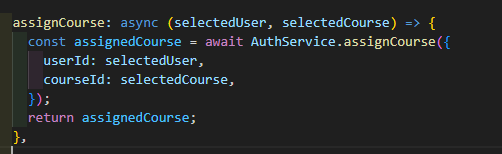 assignCourse: async (selectedUser, selectedCourse) => {
const assignedCourse = await AuthService.assignCourse({
userId: selectedUser,
courseId: selectedCourse,
});
return assignedCourse;
},